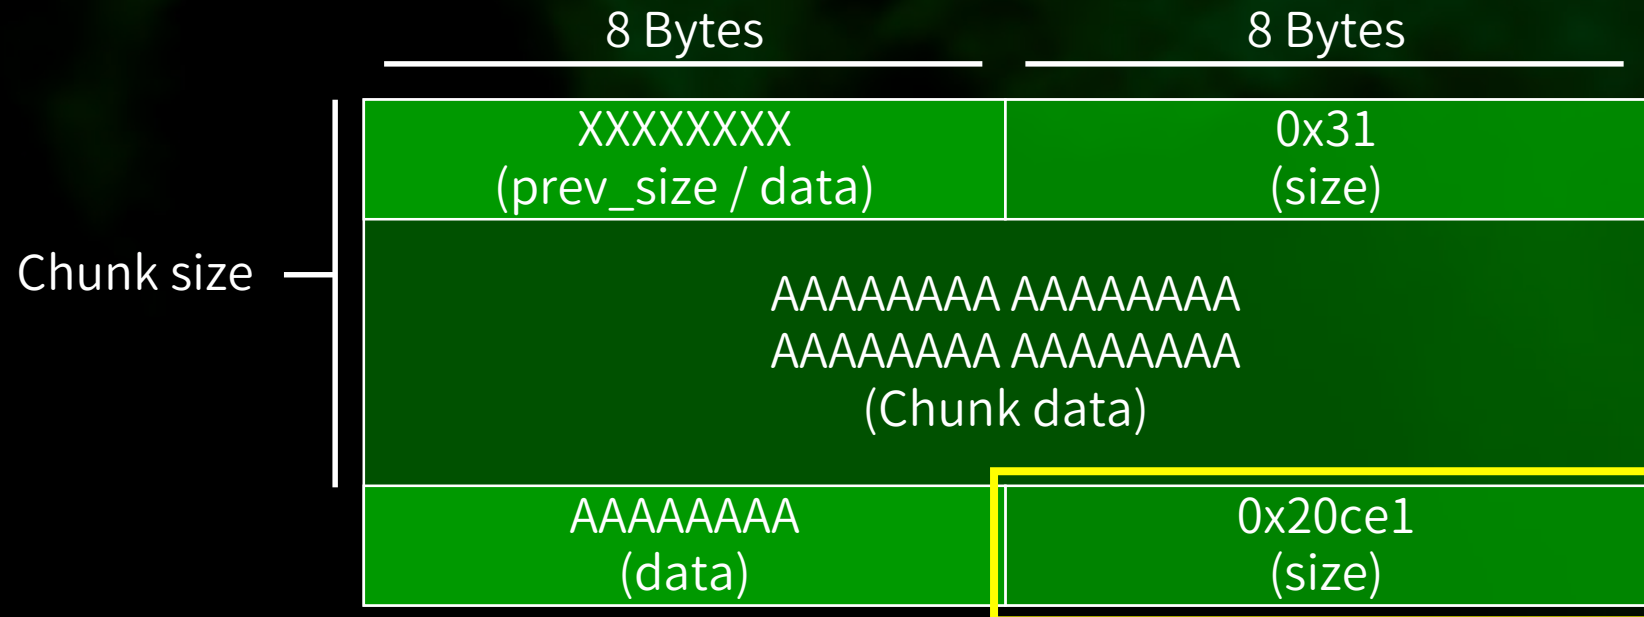 8 Bytes
8 Bytes
XXXXXXXX
(prev_size / data)
0x31
(size)
Chunk size
AAAAAAAA AAAAAAAA
AAAAAAAA AAAAAAAA
(Chunk data)
AAAAAAAA
(data)
0x20ce1
(size)